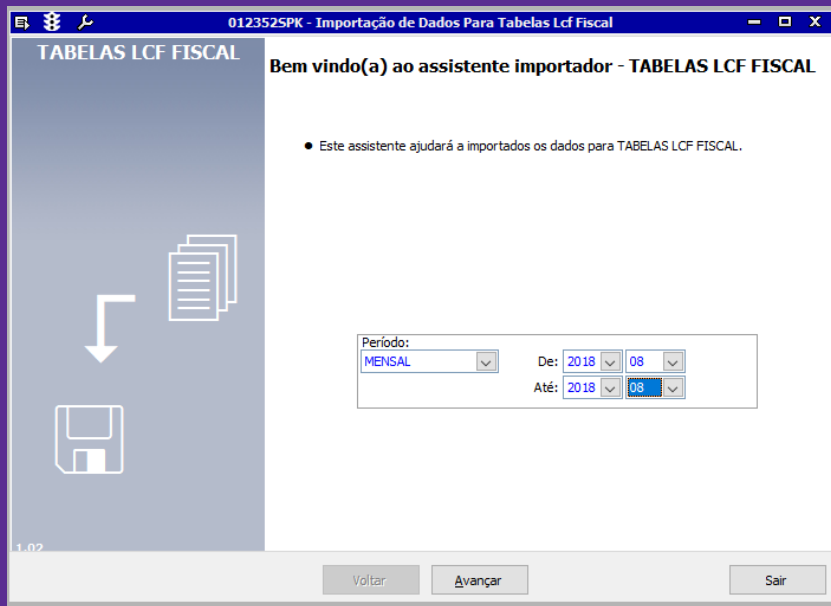 012352SPK - Importação de Dados Para Tabelas Lcf Fiscal
TABELAS LCF FISCAL
Bem vindo(a) ao assistente importador - TABELAS LCF FISCAL
● Este assistente ajudará a importados os dados para TABELAS LCF FISCAL.
Período:
MENSAL De: 2018 08
Até: 2018 08
1.02
Voltar Avançar Sair